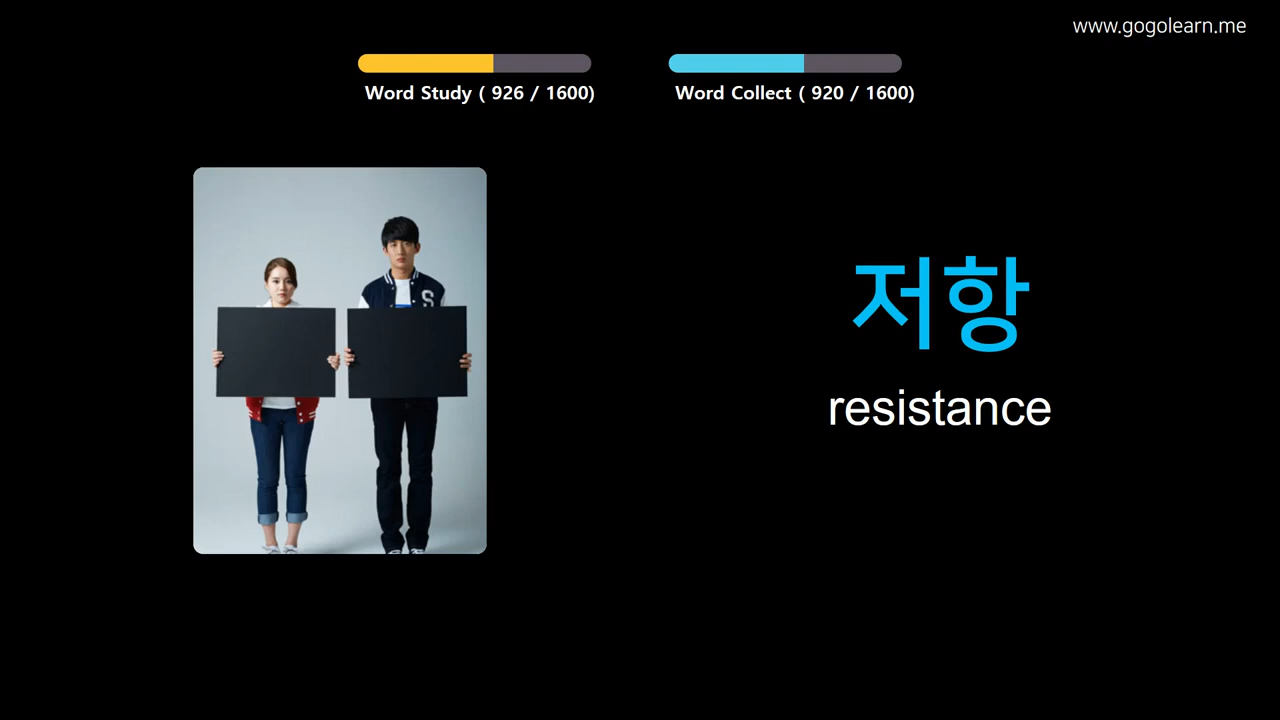 www.gogolearn.me
Word Study ( 926 / 1600)
Word Collect ( 920 / 1600)
S
저항
resistance